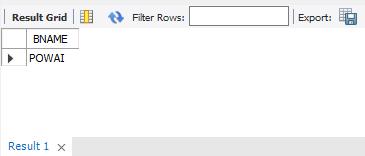 Result Grid Filter Rows: Export:
BNAME
POWAI
Result 1